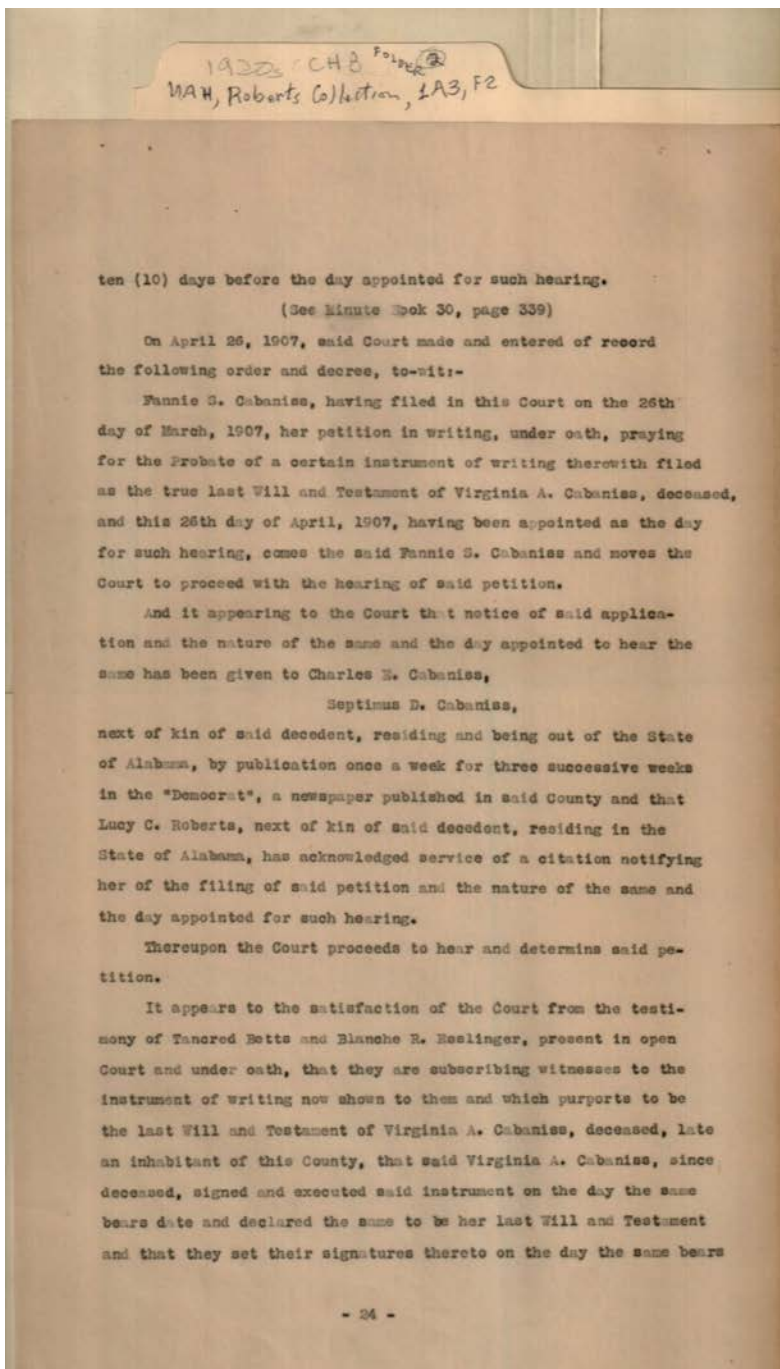 1920s CH8 FOLDER 2
UAH, Roberts Collection, 1A3, F2
ten (10) days before the day appointed for such hearing.
(See Minute Book 30, page 339)
On April 26, 1907, said Court made and entered of record
the following order and decree, to-wit:-
Fannie S. Cabaniss, having filed in this Court on the 26th
day of March, 1907, her petition in writing, under oath, praying
for the Probate of a certain instrument of writing therewith filed
as the true last Will and Testament of Virginia A. Cabaniss, deceased,
and this 26th day of April, 1907, having been appointed as the day
for such hearing, comes the said Fannie S. Cabaniss and moves the
Court to proceed with the hearing of said petition.
And it appearing to the Court that notice of said applica-
tion and the nature of the same and the day appointed to hear the
same has been given to Charles E. Cabaniss,
Septimus D. Cabaniss,
next of kin of said decedent, residing and being out of the State
of Alabama, by publication once a week for three successive weeks
in the "Democrat", a newspaper published in said County and that
Lucy C. Roberts, next of kin of said decedent, residing in the
State of Alabama, has acknowledged service of a citation notifying
her of the filing of said petition and the nature of the same and
the day appointed for such hearing.
Thereupon the Court proceeds to hear and determins said pe-
tition.
It appears to the satisfaction of the Court from the testi-
mony of Tancred Betts and Blanche R. Esslinger, present in open
Court and under oath, that they are subscribing witnesses to the
instrument of writing now shown to them and which purports to be
the last Will and Testament of Virginia A. Cabaniss, deceased, late
an inhabitant of this County, that said Virginia A. Cabaniss, since
deceased, signed and executed said instrument on the day the same
bears date and declared the same to be her last Will and Testament
and that they set their signatures thereto on the day the same bears
- 24 -